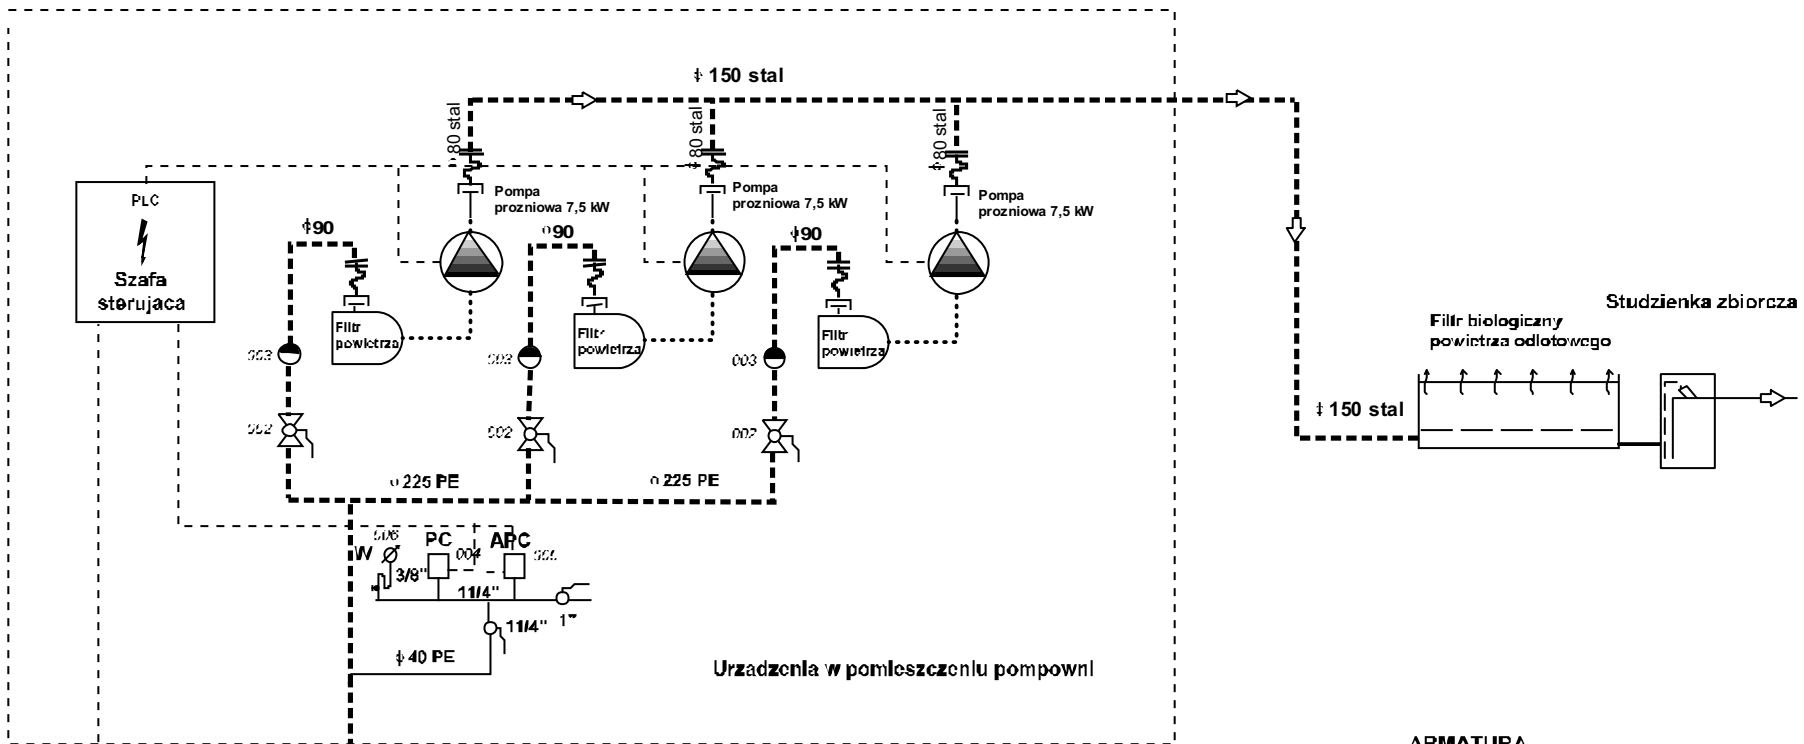 ϕ 150 stal
80 stal
ϕ 80 stal
ϕ 80 stal
PLC
Szafa
sterujaca
Pompa
prozniowa 7,5 kW
Pompa
prozniowa 7,5 kW
Pompa
prozniowa 7,5 kW
ϕ90
90
ϕ90
Filtr
powietrza
Filtr
powietrza
Filtr
powietrza
003
003
003
002
002
002
Studzienka zbiorcza
Filtr biologiczny
powietrza odlotowego
ϕ 150 stal
225 PE
225 PE
W
006
PC
004
APC
3/8"
11/4"
11/4"
1"
ϕ 40 PE
Urzadzenia w pomieszczeniu pompowni
ARMATURA